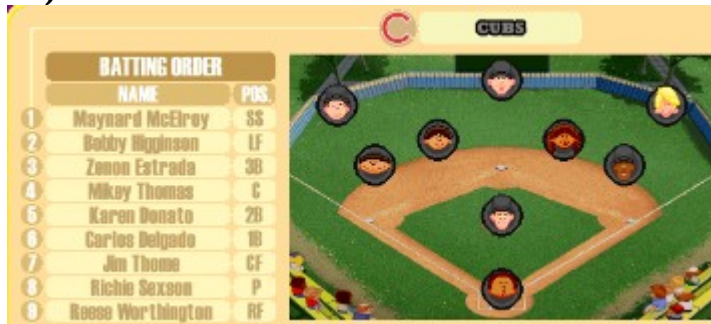 C CUBS
BATTING ORDER
NAME POS.
1 Maynard McElroy SS
2 Bobby Higginson LF
3 Zenon Estrada 3B
4 Mikey Thomas C
5 Karen Donato 2B
6 Carlos Delgado 1B
7 Jim Thome CF
8 Richie Sexson P
9 Reese Worthington RF